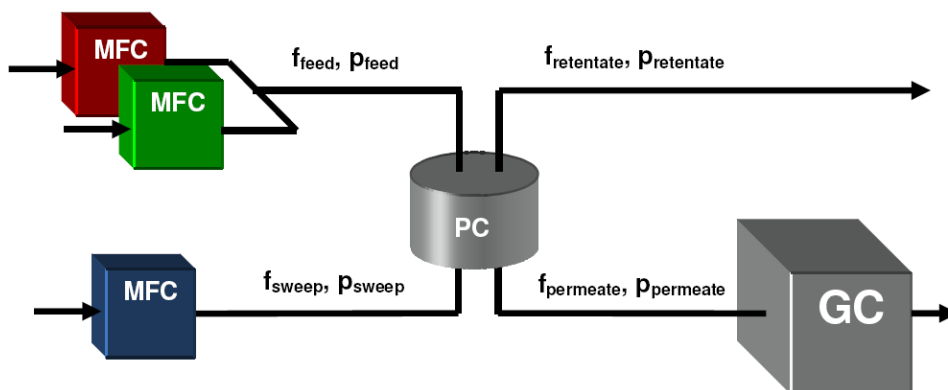 MFC
MFC
f_feed, p_feed
f_retentate, p_retentate
PC
MFC
f_sweep, p_sweep
f_permeate, p_permeate
GC